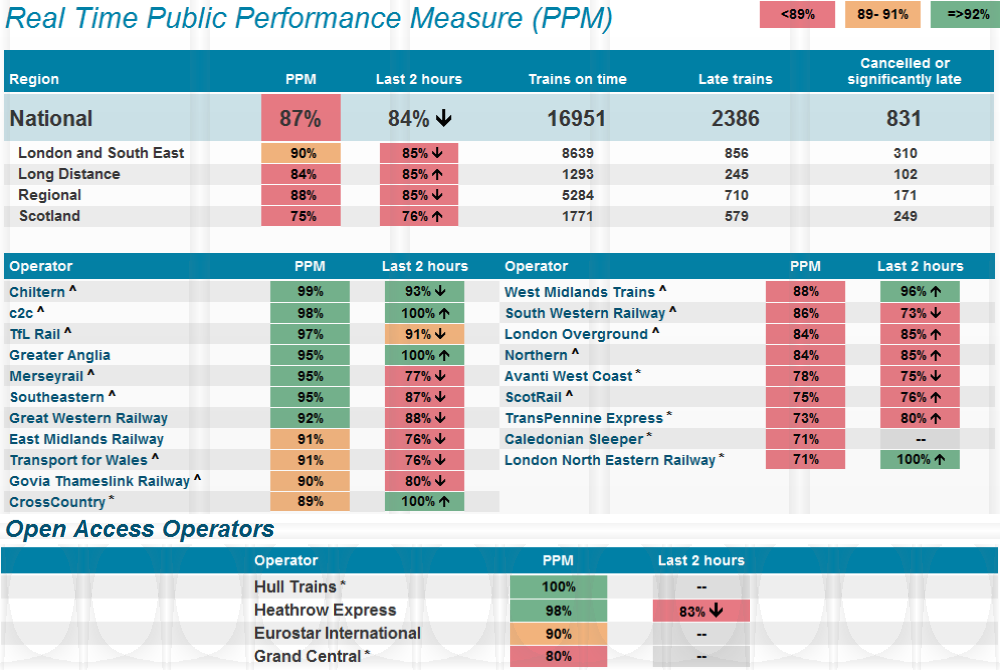 Real Time Public Performance Measure (PPM)
<89% 89- 91% =>92%
Region PPM Last 2 hours Trains on time Late trains Cancelled or significantly late
National 87% 84% ↓ 16951 2386 831
London and South East 90% 85% ↓ 8639 856 310
Long Distance 84% 85% ↑ 1293 245 102
Regional 88% 85% ↓ 5284 710 171
Scotland 75% 76% ↑ 1771 579 249
Operator PPM Last 2 hours
Chiltern ^ 99% 93% ↓
c2c ^ 98% 100% ↑
TfL Rail ^ 97% 91% ↓
Greater Anglia 95% 100% ↑
Merseyrail ^ 95% 77% ↓
Southeastern ^ 95% 87% ↓
Great Western Railway 92% 88% ↓
East Midlands Railway 91% 76% ↓
Transport for Wales ^ 91% 76% ↓
Govia Thameslink Railway ^ 90% 80% ↓
CrossCountry * 89% 100% ↑
Operator PPM Last 2 hours
West Midlands Trains ^ 88% 96% ↑
South Western Railway ^ 86% 73% ↓
London Overground ^ 84% 85% ↑
Northern ^ 84% 85% ↑
Avanti West Coast * 78% 75% ↓
ScotRail ^ 75% 76% ↑
TransPennine Express * 73% 80% ↑
Caledonian Sleeper * 71% --
London North Eastern Railway * 71% 100% ↑
Open Access Operators
Operator PPM Last 2 hours
Hull Trains * 100% --
Heathrow Express 98% 83% ↓
Eurostar International 90% --
Grand Central * 80% --